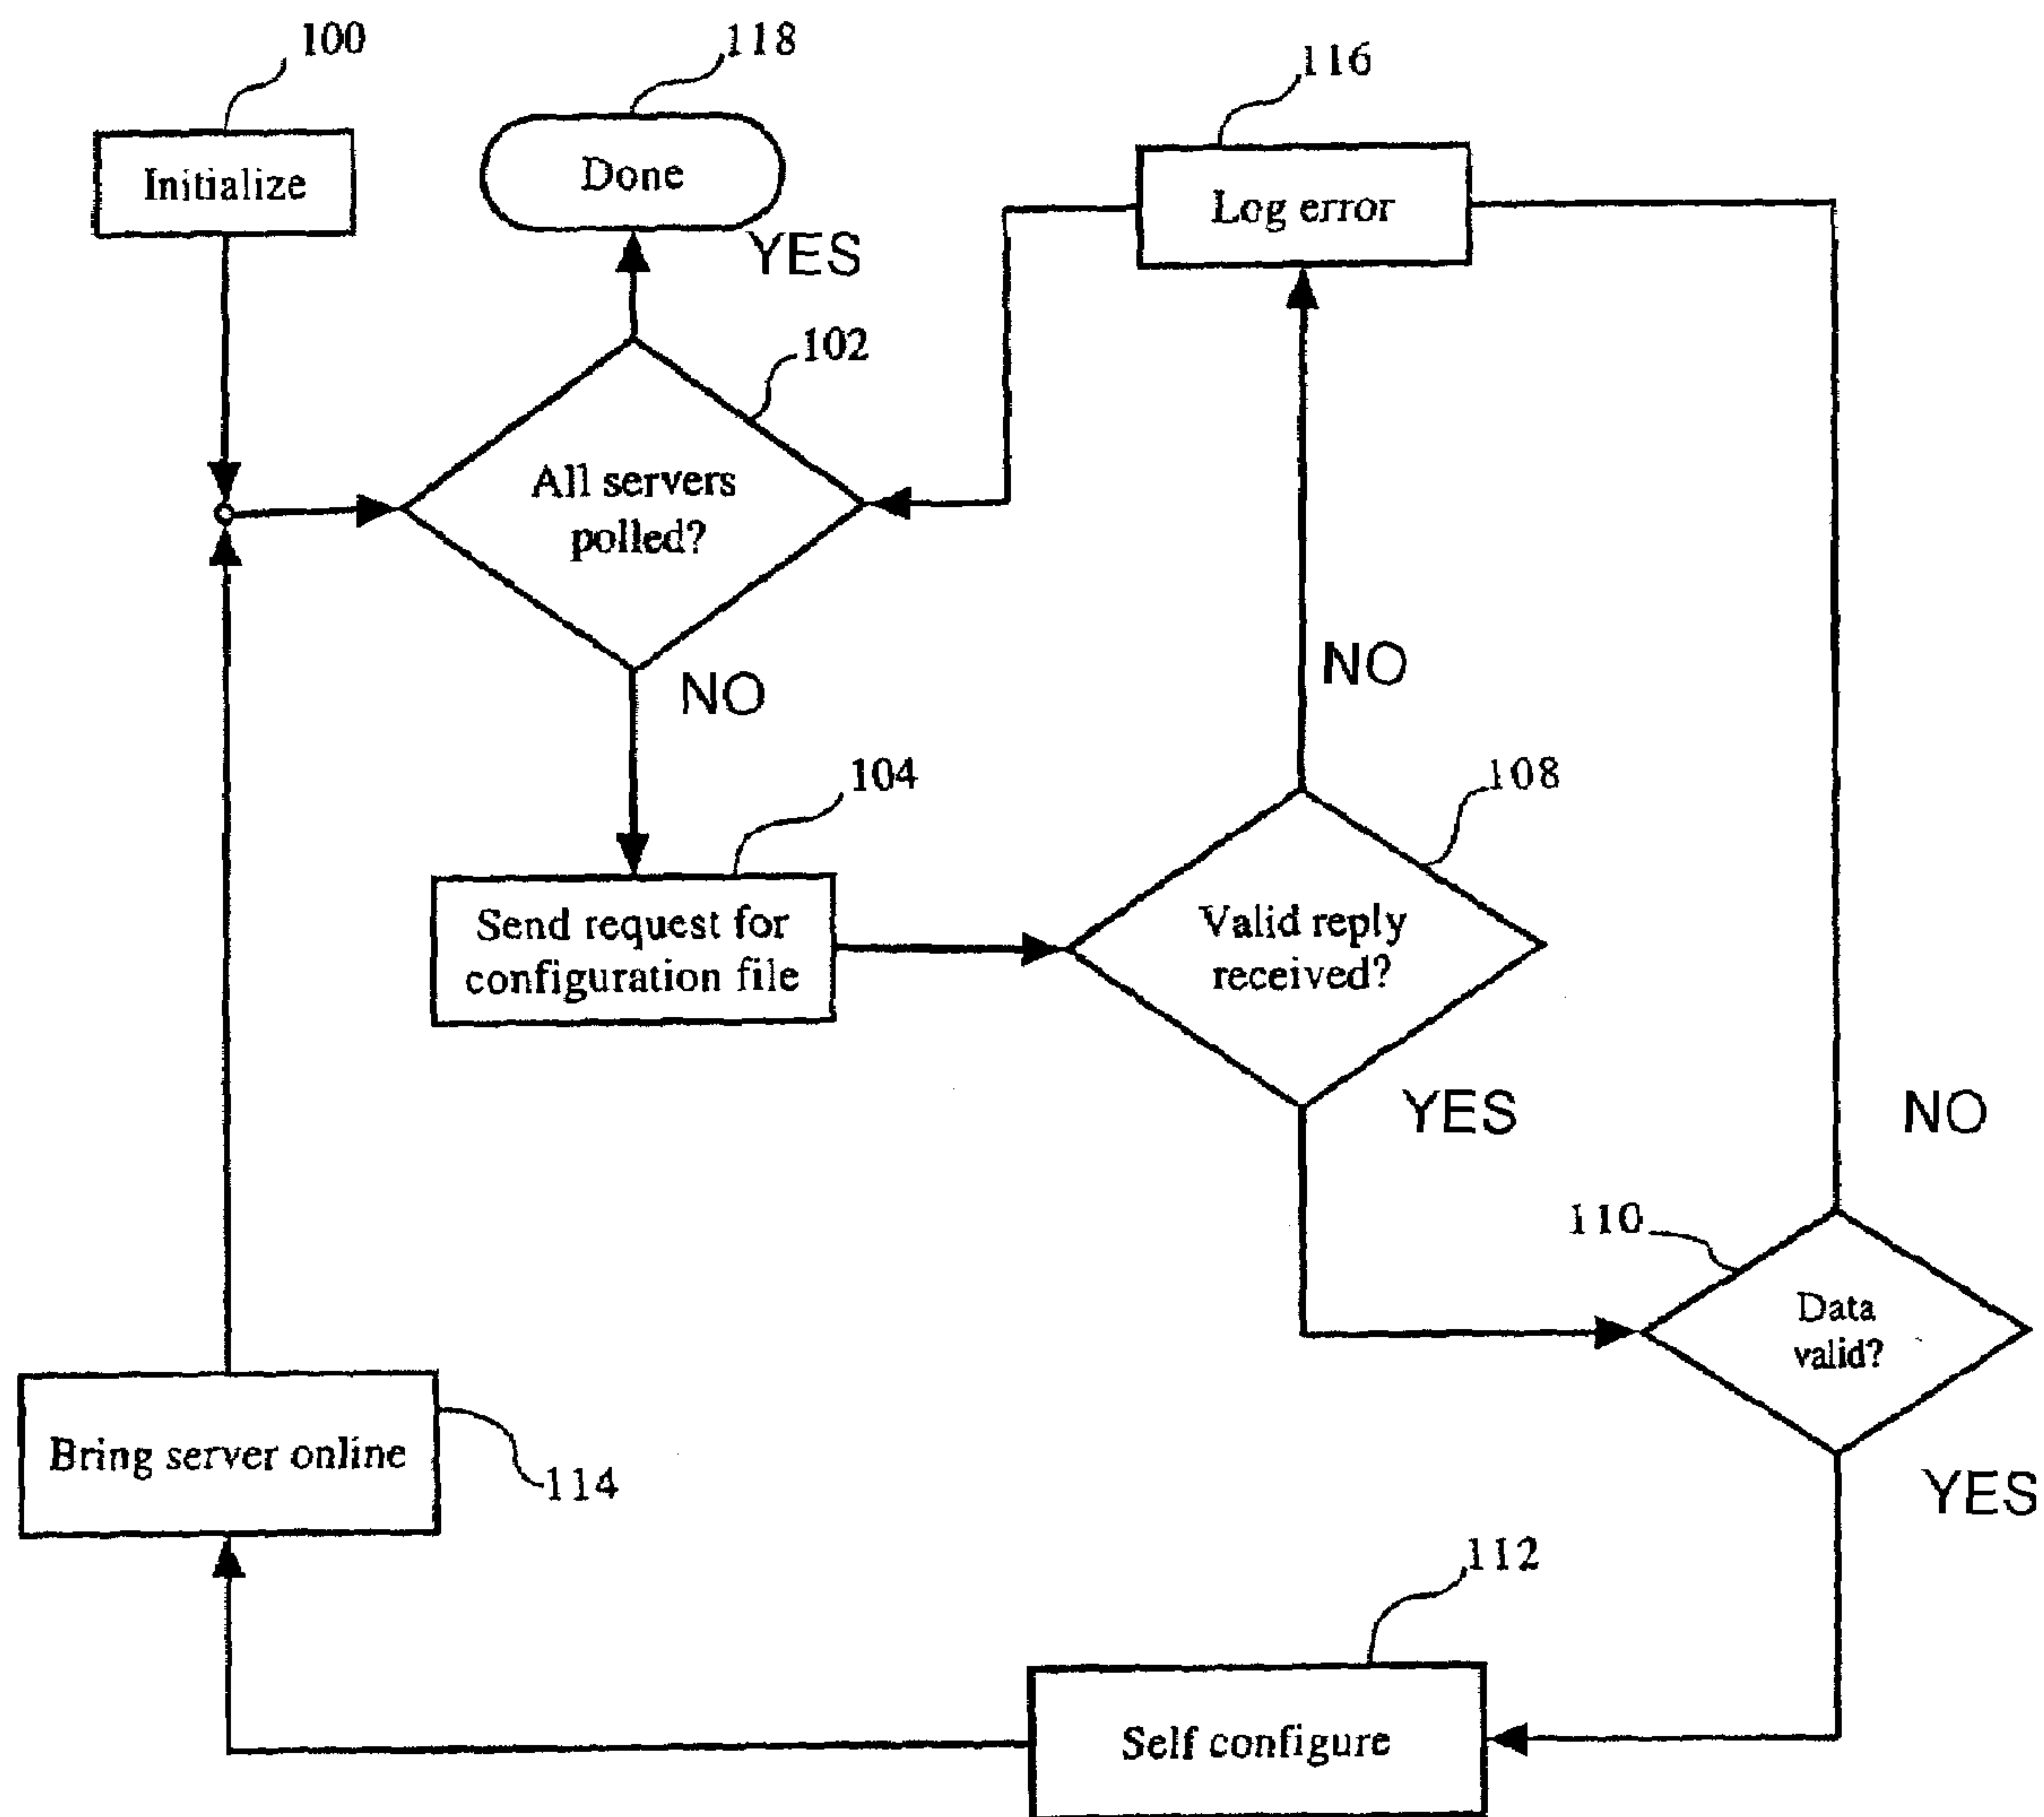 100
118
116
Initialize
Done
Log error
YES
102
All servers
polled?
NO
NO
104
108
Send request for
configuration file
Valid reply
received?
YES
NO
110
Data
valid?
Bring server online
114
YES
112
Self configure